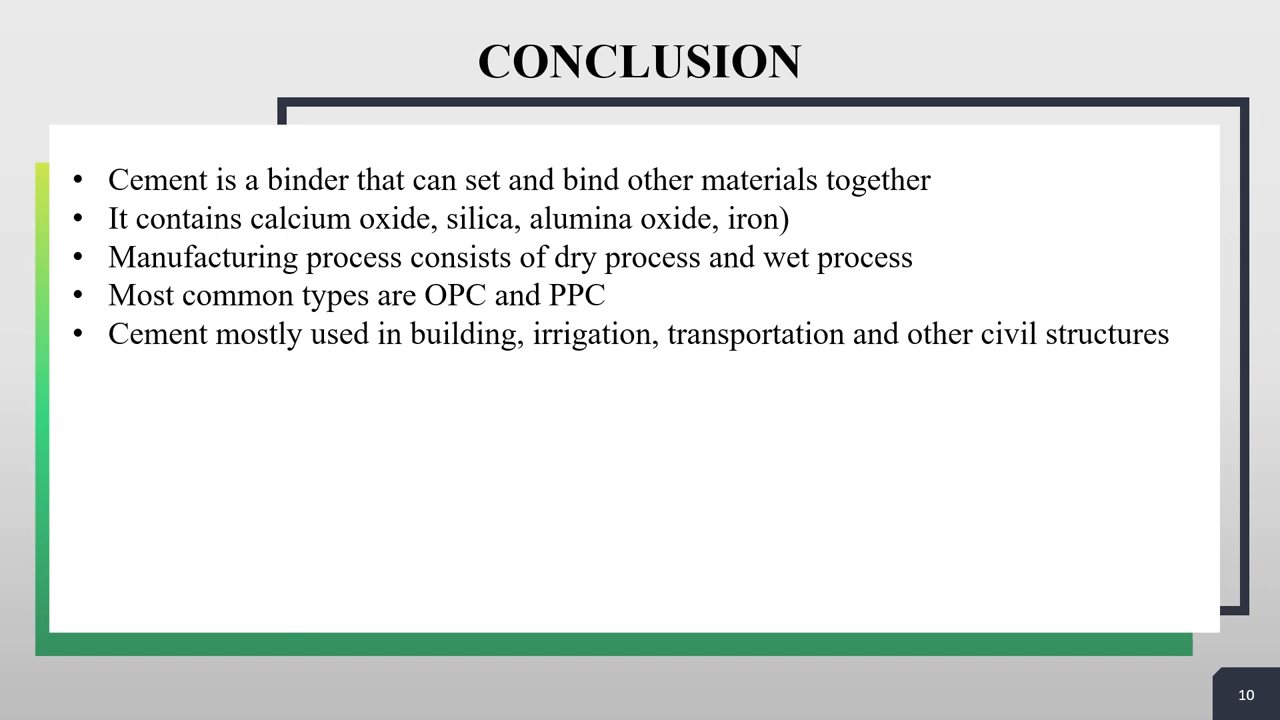 CONCLUSION
• Cement is a binder that can set and bind other materials together
• It contains calcium oxide, silica, alumina oxide, iron)
• Manufacturing process consists of dry process and wet process
• Most common types are OPC and PPC
• Cement mostly used in building, irrigation, transportation and other civil structures
10